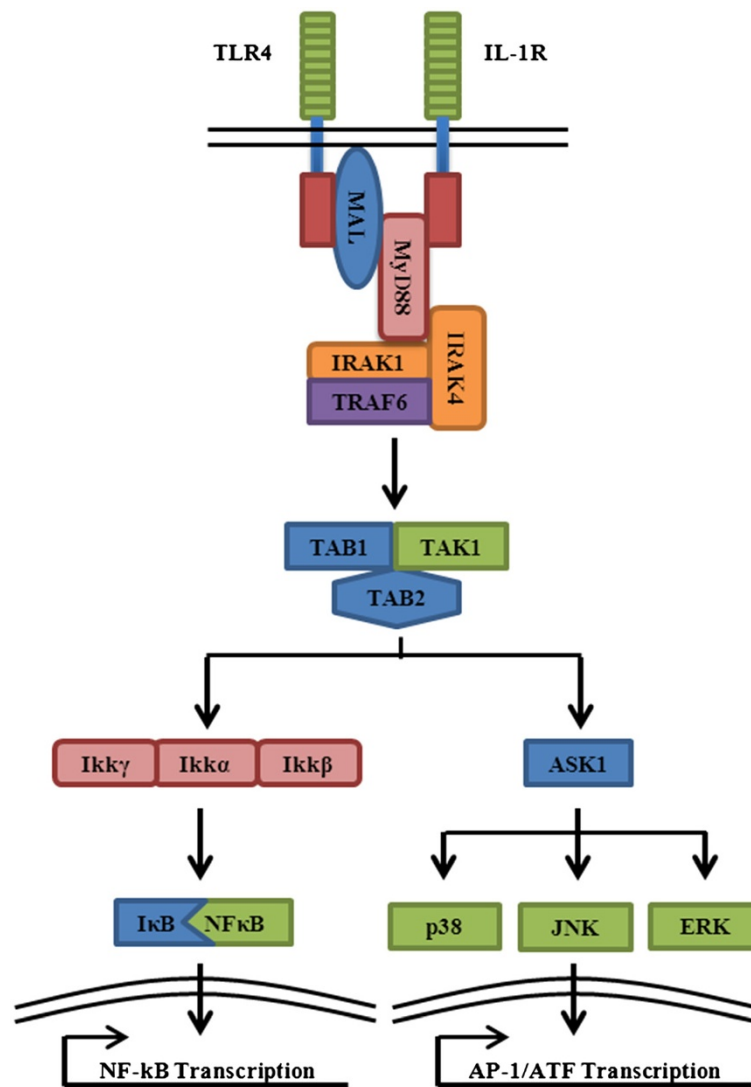 TLR4
IL-1R
MAL
MyD88
IRAK1
IRAK4
TRAF6
TAB1
TAK1
TAB2
Ikkγ
Ikkα
Ikkβ
ASK1
IκB
NFκB
p38
JNK
ERK
NF-kB Transcription
AP-1/ATF Transcription